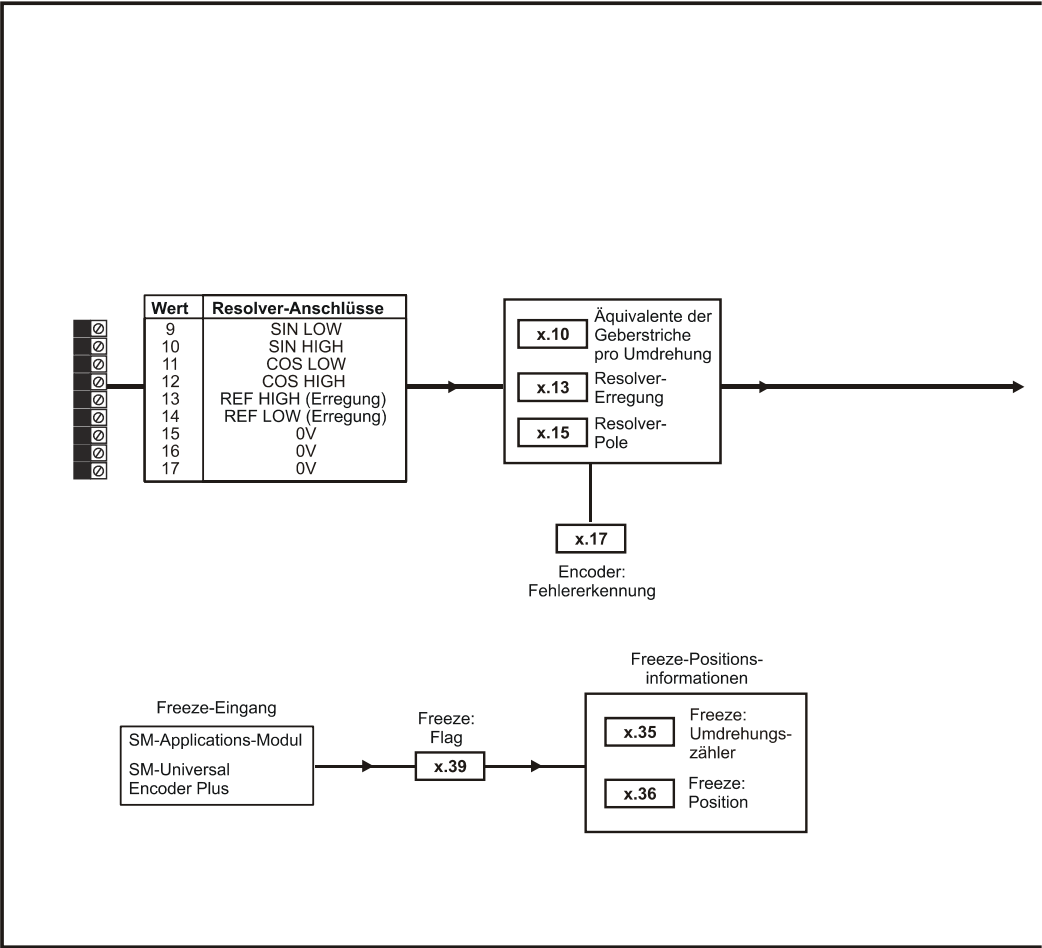 Wert Resolver-Anschlüsse
9 SIN LOW
10 SIN HIGH
11 COS LOW
12 COS HIGH
13 REF HIGH (Erregung)
14 REF LOW (Erregung)
15 0V
16 0V
17 0V
x.10
Äquivalente der
Geberstriche
pro Umdrehung
x.13
Resolver-
Erregung
x.15
Resolver-
Pole
x.17
Encoder:
Fehlererkennung
Freeze-Eingang
SM-Applications-Modul
SM-Universal
Encoder Plus
Freeze:
Flag
x.39
Freeze-Positions-
informationen
x.35
Freeze:
Umdrehungs-
zähler
x.36
Freeze:
Position